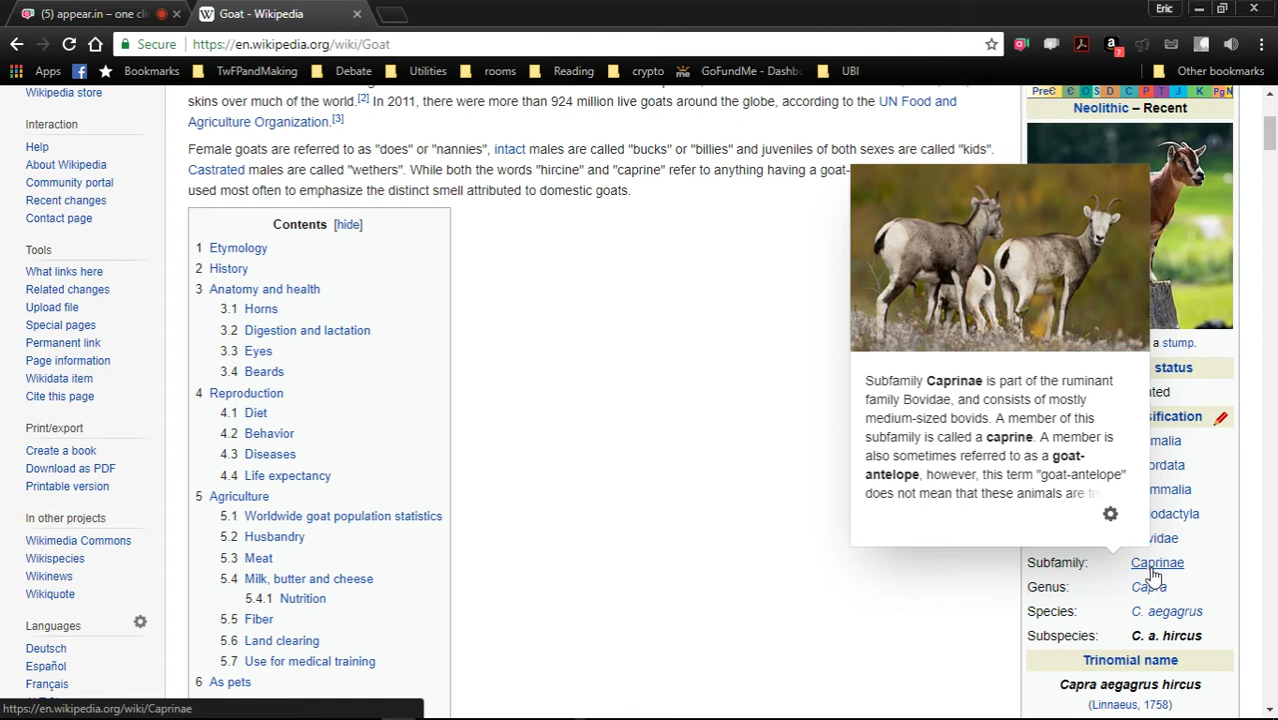 (5) appear.in – one cli
Goat - Wikipedia
Eric
Secure
https://en.wikipedia.org/wiki/Goat
7
Apps
Bookmarks
TwFPandMaking
Debate
Utilities
rooms
Reading
crypto
me
GoFundMe - Dashbo
UBI
Other bookmarks
Wikipedia store
Interaction
Help
About Wikipedia
Community portal
Recent changes
Contact page
Tools
What links here
Related changes
Upload file
Special pages
Permanent link
Page information
Wikidata item
Cite this page
Print/export
Create a book
Download as PDF
Printable version
In other projects
Wikimedia Commons
Wikispecies
Wikinews
Wikiquote
Languages
Deutsch
Español
Français
skins over much of the world.[2] In 2011, there were more than 924 million live goats around the globe, according to the UN Food and
Agriculture Organization.[3]
Female goats are referred to as "does" or "nannies", intact males are called "bucks" or "billies" and juveniles of both sexes are called "kids".
Castrated males are called "wethers". While both the words "hircine" and "caprine" refer to anything having a goat-
used most often to emphasize the distinct smell attributed to domestic goats.
Contents [hide]
1 Etymology
2 History
3 Anatomy and health
3.1 Horns
3.2 Digestion and lactation
3.3 Eyes
3.4 Beards
4 Reproduction
4.1 Diet
4.2 Behavior
4.3 Diseases
4.4 Life expectancy
5 Agriculture
5.1 Worldwide goat population statistics
5.2 Husbandry
5.3 Meat
5.4 Milk, butter and cheese
5.4.1 Nutrition
5.5 Fiber
5.6 Land clearing
5.7 Use for medical training
6 As pets
Subfamily Caprinae is part of the ruminant
family Bovidae, and consists of mostly
medium-sized bovids. A member of this
subfamily is called a caprine. A member is
also sometimes referred to as a goat-
antelope, however, this term "goat-antelope"
does not mean that these animals are tr
PreꞒ Ꞓ O S D C P T J K Pg N
Neolithic – Recent
a stump.
status
ated
sification
malia
ordata
mmalia
iodactyla
vidae
Subfamily: Caprinae
Genus: Capra
Species: C. aegagrus
Subspecies: C. a. hircus
Trinomial name
Capra aegagrus hircus
(Linnaeus, 1758)
https://en.wikipedia.org/wiki/Caprinae